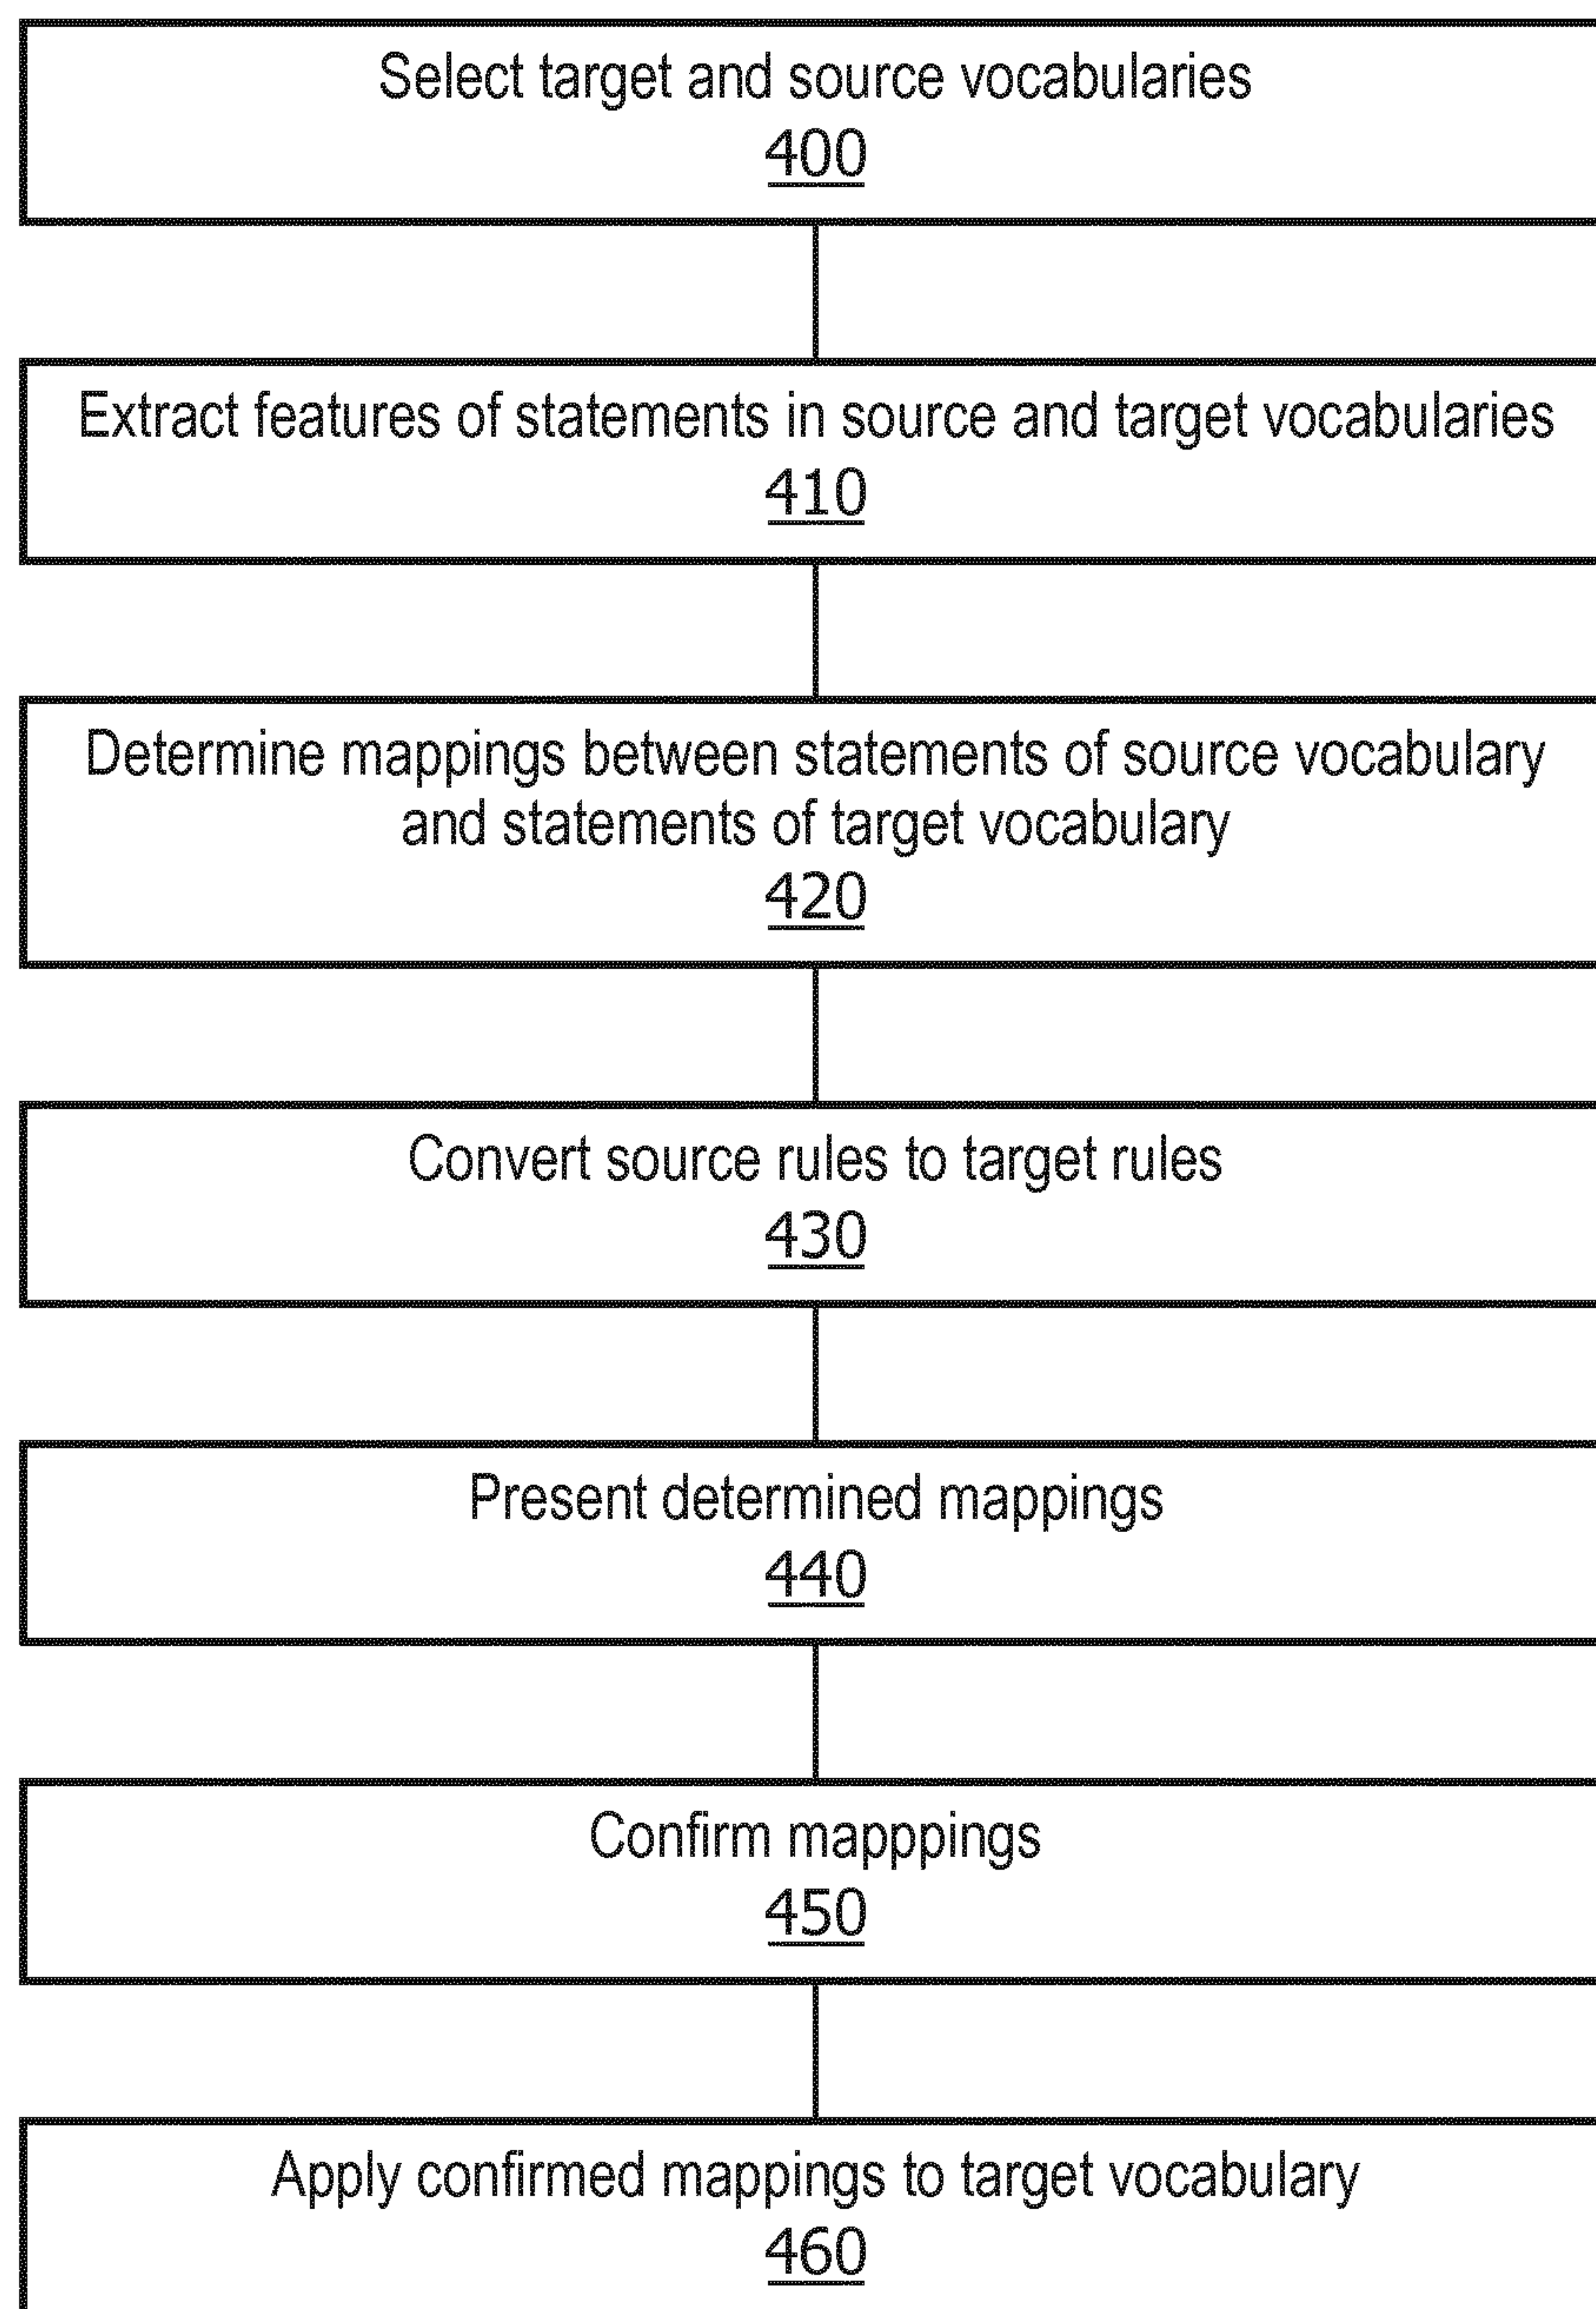 Select target and source vocabularies
400
Extract features of statements in source and target vocabularies
410
Determine mappings between statements of source vocabulary
and statements of target vocabulary
420
Convert source rules to target rules
430
Present determined mappings
440
Confirm mapppings
450
Apply confirmed mappings to target vocabulary
460